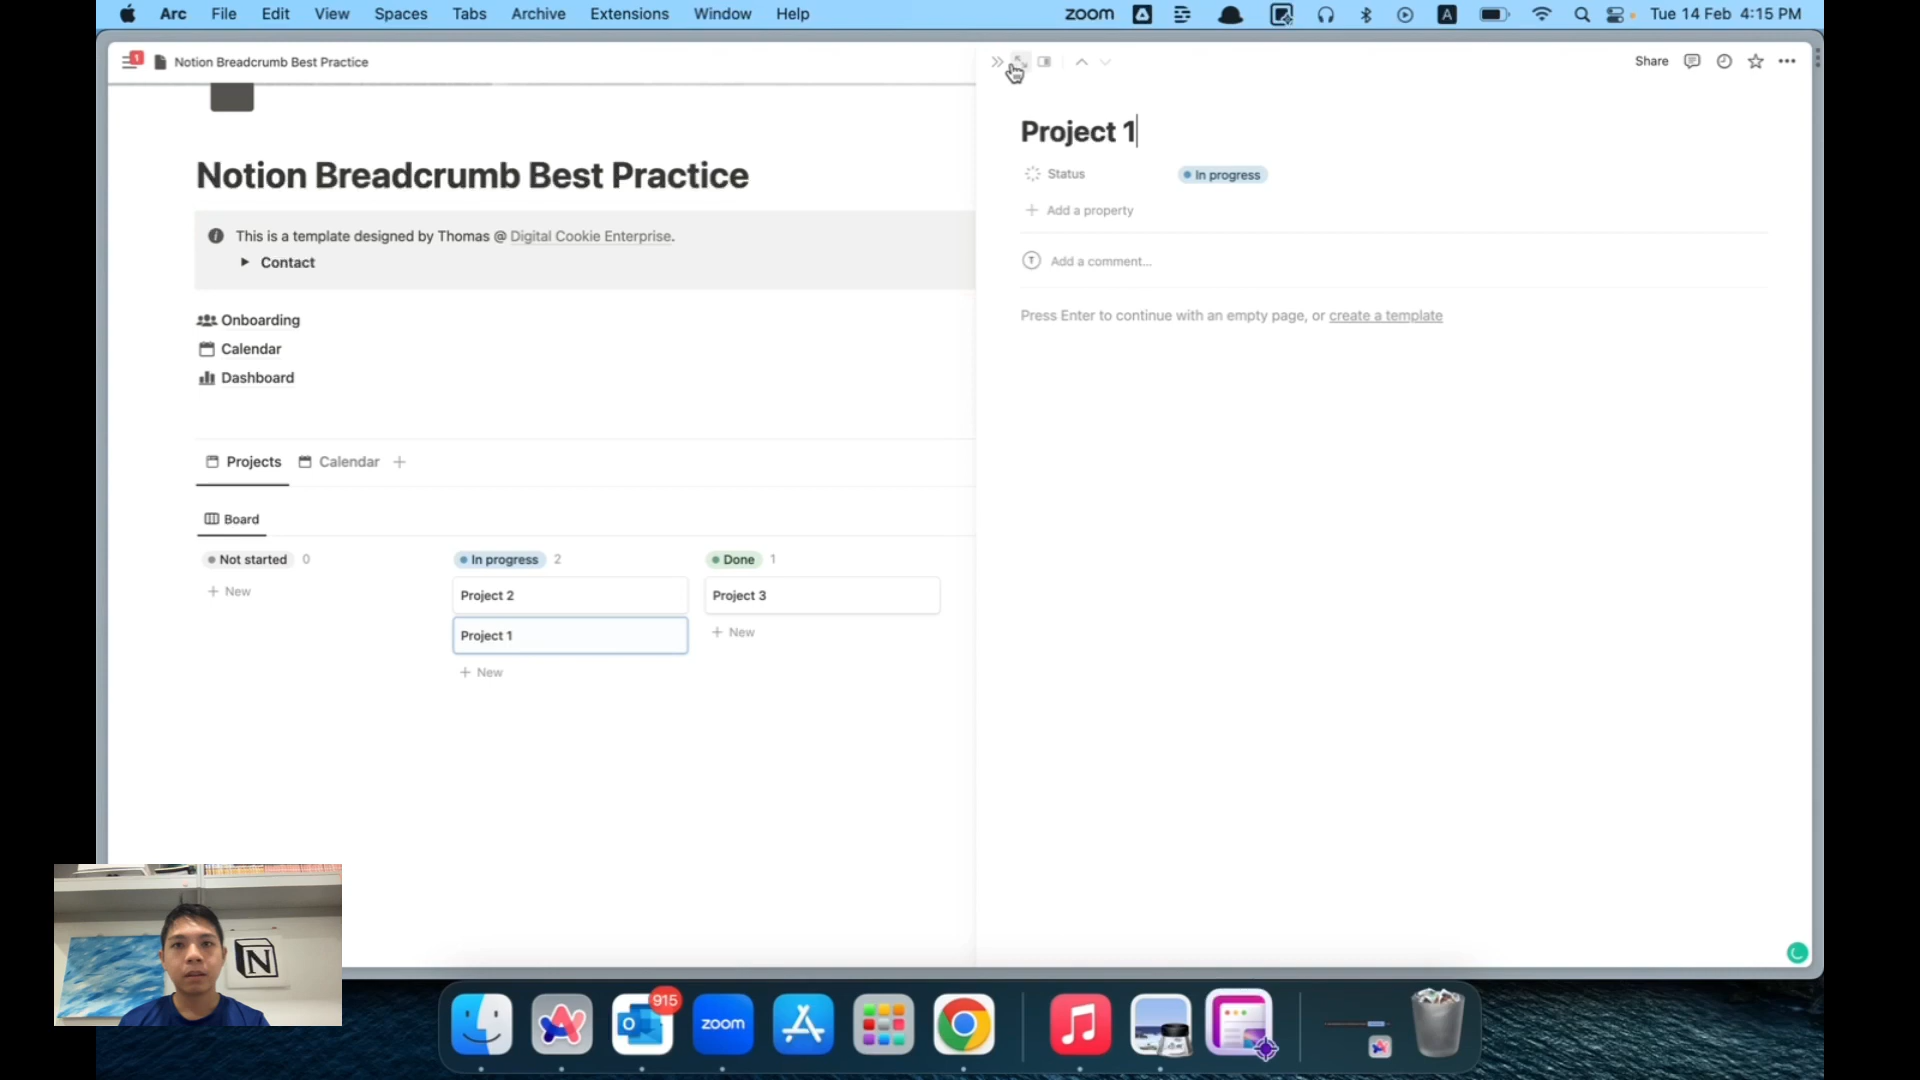 Arc File Edit View Spaces Tabs Archive Extensions Window Help zoom A Tue 14 Feb 4:15 PM
1 Notion Breadcrumb Best Practice
Share
Notion Breadcrumb Best Practice
This is a template designed by Thomas @ Digital Cookie Enterprise.
Contact
Onboarding
Calendar
Dashboard
Projects Calendar
Board
Not started 0 In progress 2 Done 1
New
Project 2
Project 1
New
Project 3
New
Project 1
Status In progress
Add a property
T Add a comment...
Press Enter to continue with an empty page, or create a template
N
915
zoom